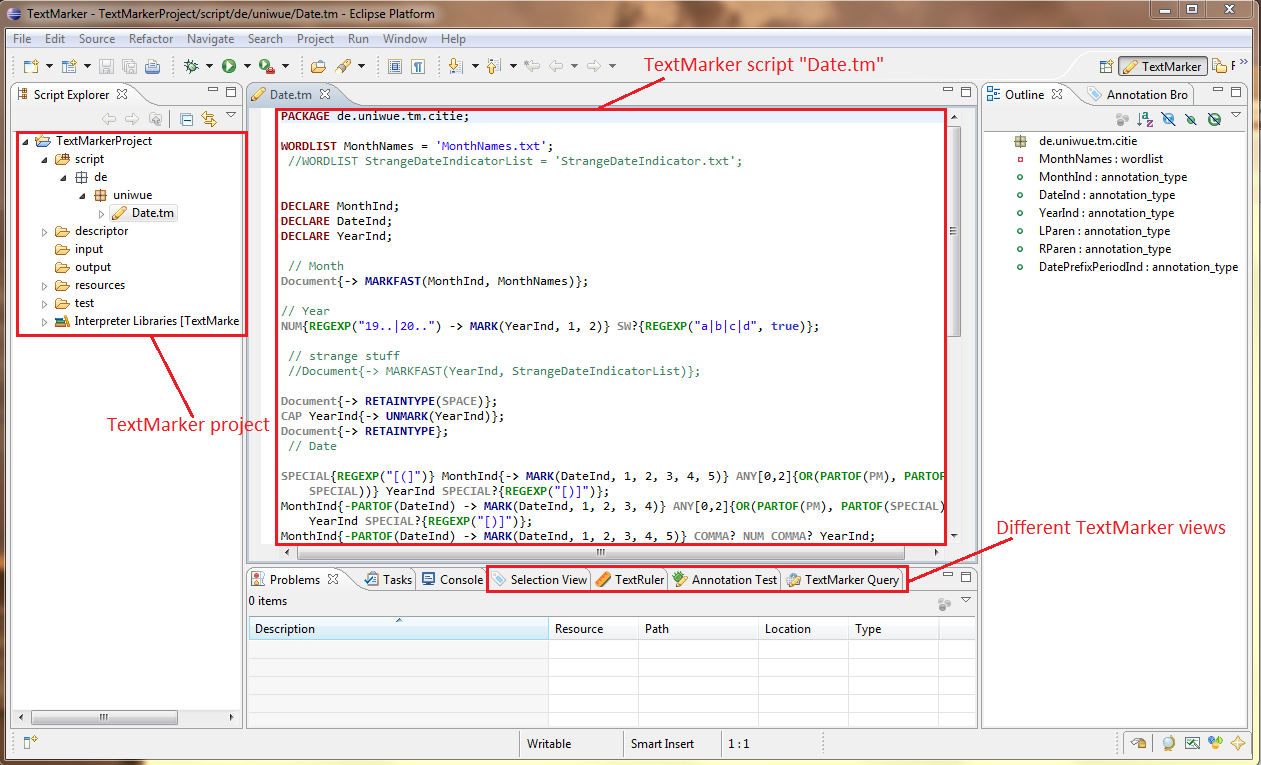 TextMarker - TextMarkerProject/script/de/uniwue/Date.tm - Eclipse Platform
File Edit Source Refactor Navigate Search Project Run Window Help
TextMarker script "Date.tm"
TextMarker
Script Explorer
TextMarkerProject
script
de
uniwue
Date.tm
descriptor
input
output
resources
test
Interpreter Libraries [TextMarke
TextMarker project
Date.tm
PACKAGE de.uniwue.tm.citie;
WORDLIST MonthNames = 'MonthNames.txt';
//WORDLIST StrangeDateIndicatorList = 'StrangeDateIndicator.txt';
DECLARE MonthInd;
DECLARE DateInd;
DECLARE YearInd;
// Month
Document{-> MARKFAST(MonthInd, MonthNames)};
// Year
NUM{REGEXP("19..|20..") -> MARK(YearInd, 1, 2)} SW?{REGEXP("a|b|c|d", true)};
// strange stuff
//Document{-> MARKFAST(YearInd, StrangeDateIndicatorList)};
Document{-> RETAINTYPE(SPACE)};
CAP YearInd{-> UNMARK(YearInd)};
Document{-> RETAINTYPE};
// Date
SPECIAL{REGEXP("[(]")} MonthInd{-> MARK(DateInd, 1, 2, 3, 4, 5)} ANY[0,2]{OR(PARTOF(PM), PARTOF
SPECIAL))} YearInd SPECIAL?{REGEXP("[)]")};
MonthInd{-PARTOF(DateInd) -> MARK(DateInd, 1, 2, 3, 4)} ANY[0,2]{OR(PARTOF(PM), PARTOF(SPECIAL)
YearInd SPECIAL?{REGEXP("[)]")};
MonthInd{-PARTOF(DateInd) -> MARK(DateInd, 1, 2, 3, 4, 5)} COMMA? NUM COMMA? YearInd;
Outline Annotation Bro
de.uniwue.tm.citie
MonthNames : wordlist
MonthInd : annotation_type
DateInd : annotation_type
YearInd : annotation_type
LParen : annotation_type
RParen : annotation_type
DatePrefixPeriodInd : annotation_type
Different TextMarker views
Problems Tasks Console Selection View TextRuler Annotation Test TextMarker Query
0 items
Description Resource Path Location Type
Writable Smart Insert 1 : 1